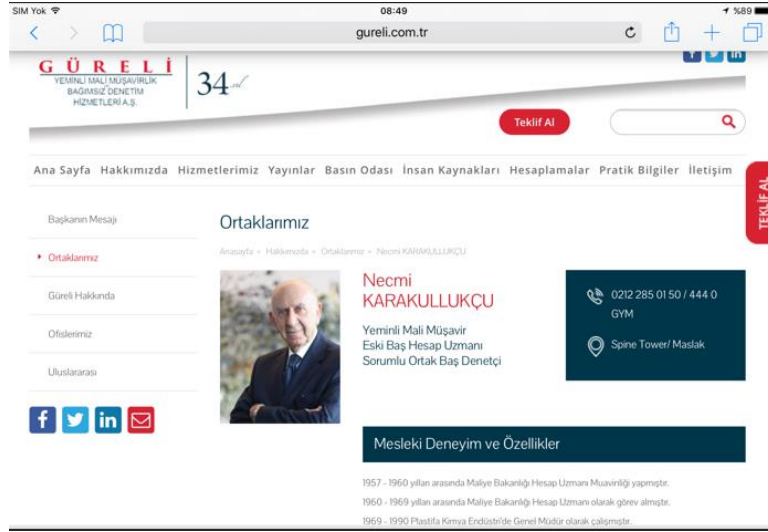 SIM Yok 08:49 %89
gureli.com.tr
GÜRELİ
YEMİNLİ MALİ MÜŞAVİRLİK
BAĞIMSIZ DENETİM
HİZMETLERİ A.Ş.
34.yıl
Teklif Al
Ana Sayfa Hakkımızda Hizmetlerimiz Yayınlar Basın Odası İnsan Kaynakları Hesaplamalar Pratik Bilgiler İletişim
TEKLİF AL
Başkanın Mesajı
Ortaklarımız
Güreli Hakkında
Ofislerimiz
Uluslararası
Ortaklarımız
Anasayfa - Hakkımızda - Ortaklarımız - Necmi KARAKULLUKÇU
Necmi
KARAKULLUKÇU
Yeminli Mali Müşavir
Eski Baş Hesap Uzmanı
Sorumlu Ortak Baş Denetçi
0212 285 01 50 / 444 0
GYM
Spine Tower/ Maslak
Mesleki Deneyim ve Özellikler
1957 - 1960 yılları arasında Maliye Bakanlığı Hesap Uzmanı Muavinliği yapmıştır.
1960 - 1969 yılları arasında Maliye Bakanlığı Hesap Uzmanı olarak görev almıştır.
1969 - 1990 Plastifa Kimya Endüstri'de Genel Müdür olarak çalışmıştır.